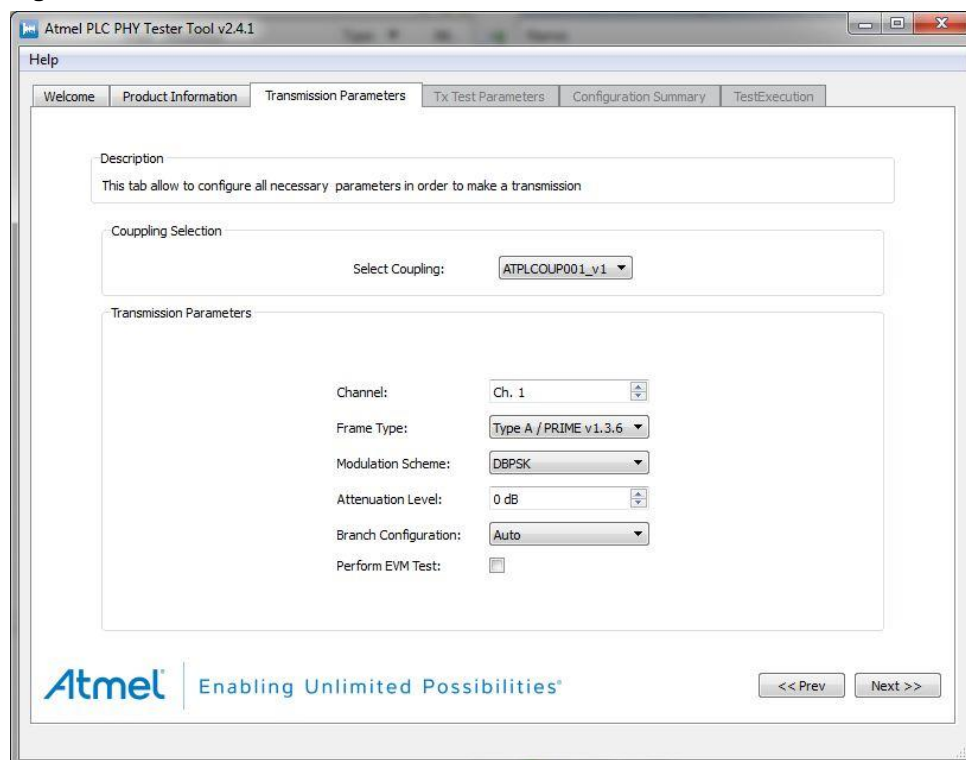 Atmel PLC PHY Tester Tool v2.4.1
Help
Welcome Product Information Transmission Parameters Tx Test Parameters Configuration Summary TestExecution
Description
This tab allow to configure all necessary parameters in order to make a transmission
Couppling Selection
Select Coupling: ATPLCOUP001_v1
Transmission Parameters
Channel: Ch. 1
Frame Type: Type A / PRIME v1.3.6
Modulation Scheme: DBPSK
Attenuation Level: 0 dB
Branch Configuration: Auto
Perform EVM Test:
Atmel Enabling Unlimited Possibilities®
<< Prev Next >>